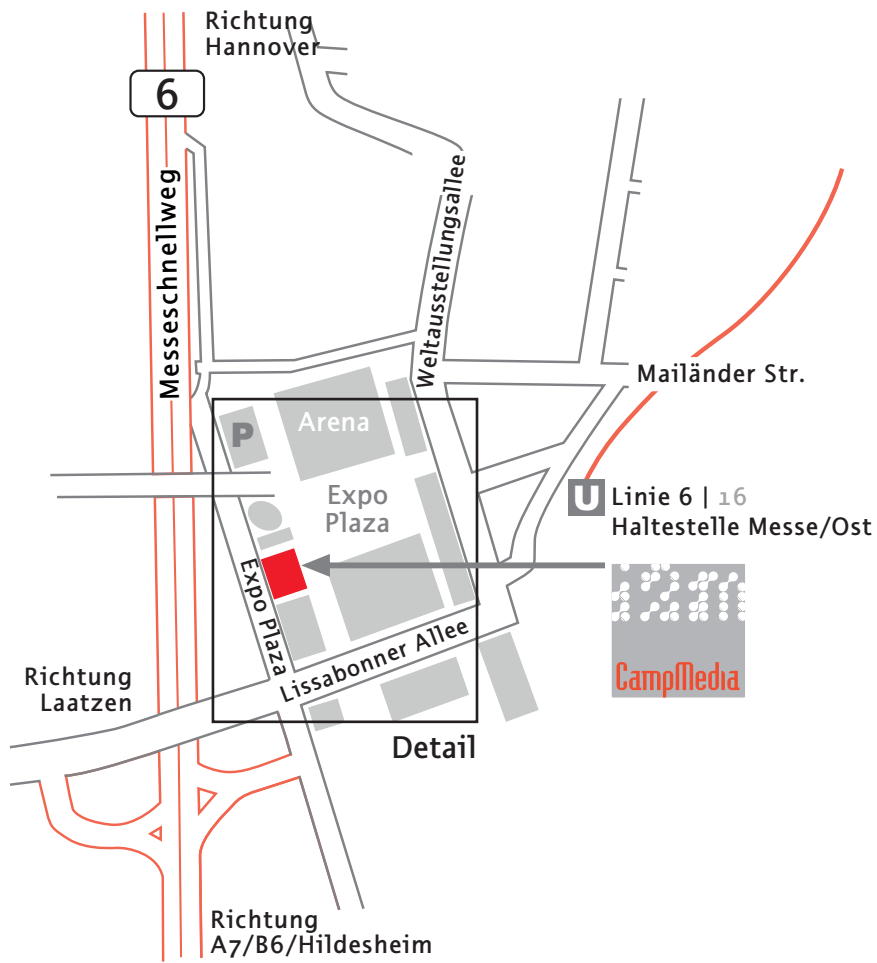 Richtung
Hannover
6
Messeschnellweg
Weltausstellungsallee
Mailänder Str.
P
Arena
Expo
Plaza
U Linie 6 | 16
Haltestelle Messe/Ost
Expo Plaza
Lissabonner Allee
CampMedia
Richtung
Laatzen
Detail
Richtung
A7/B6/Hildesheim